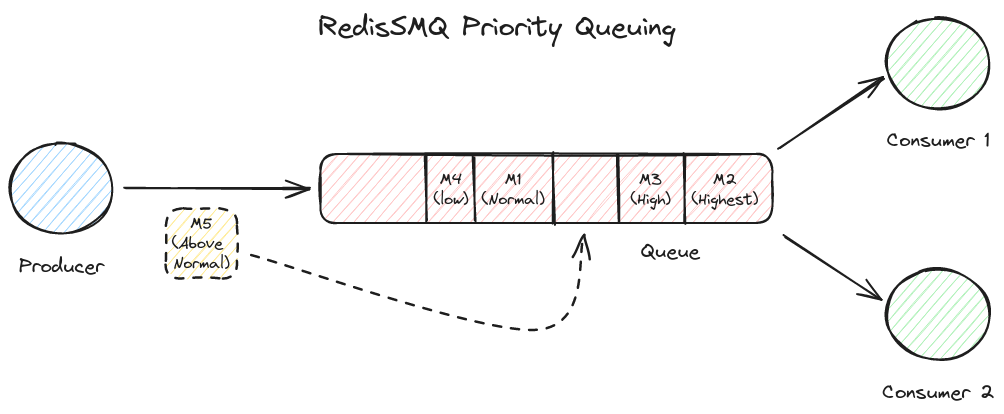 RedisSMQ Priority Queuing
Consumer 1
M4
(low)
M1
(Normal)
M3
(High)
M2
(Highest)
M5
(Above
Normal)
Producer
Queue
Consumer 2